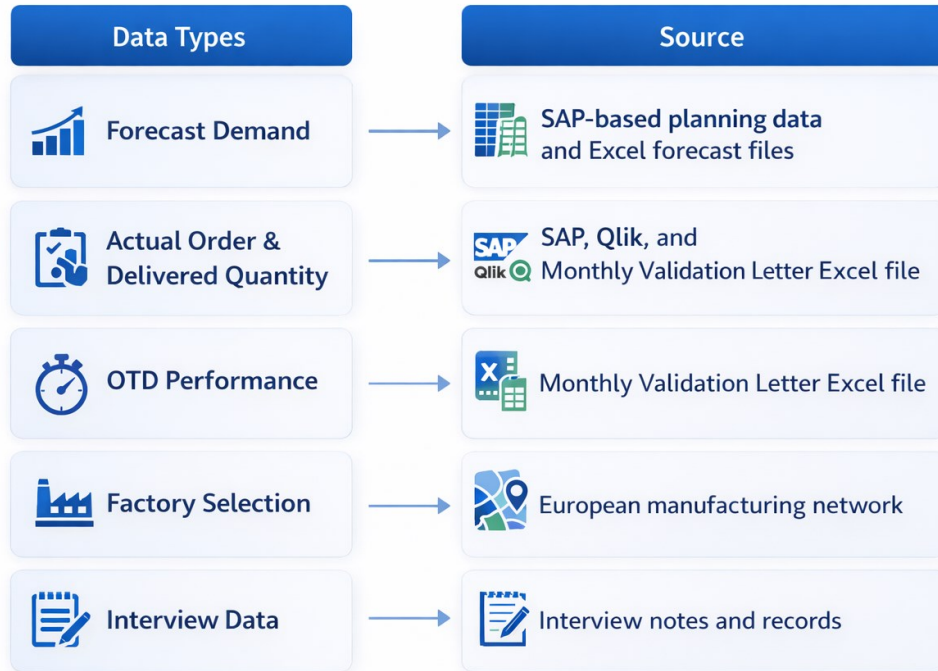 Data Types
Source
Forecast Demand
SAP-based planning data
and Excel forecast files
Actual Order &
Delivered Quantity
SAP
Qlik
SAP, Qlik, and
Monthly Validation Letter Excel file
OTD Performance
X
Monthly Validation Letter Excel file
Factory Selection
European manufacturing network
Interview Data
Interview notes and records